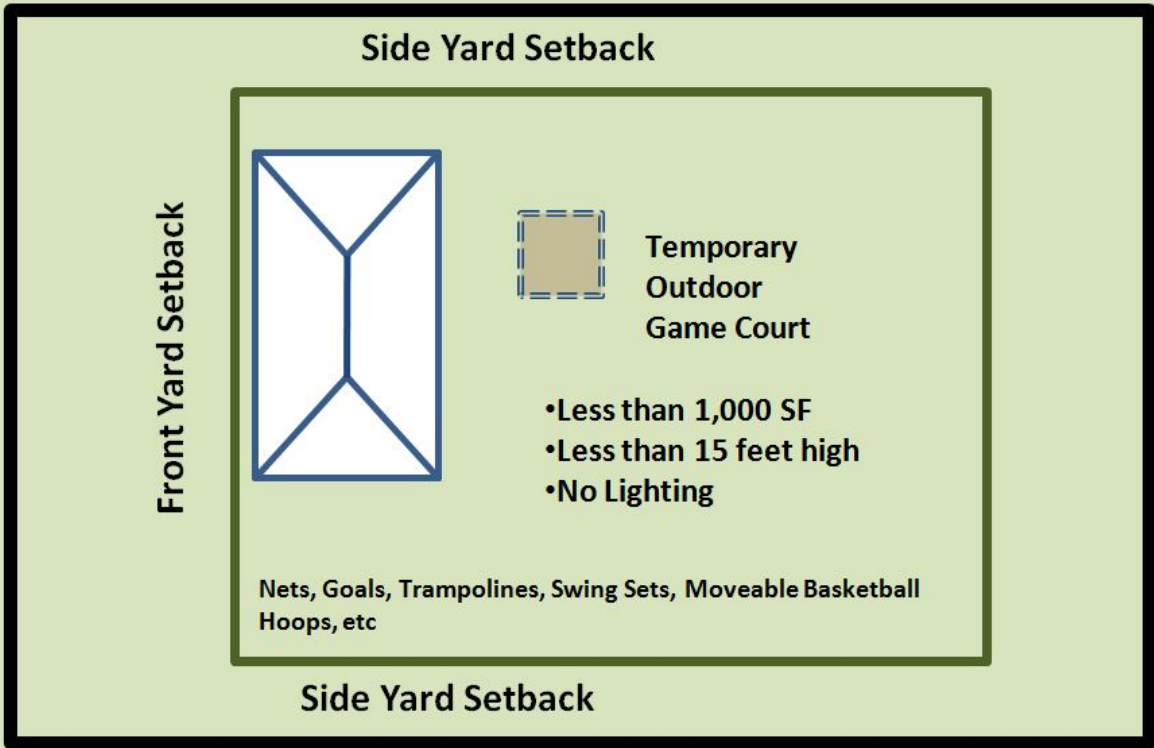 Side Yard Setback
Front Yard Setback
Temporary
Outdoor
Game Court
•Less than 1,000 SF
•Less than 15 feet high
•No Lighting
Nets, Goals, Trampolines, Swing Sets, Moveable Basketball
Hoops, etc
Side Yard Setback